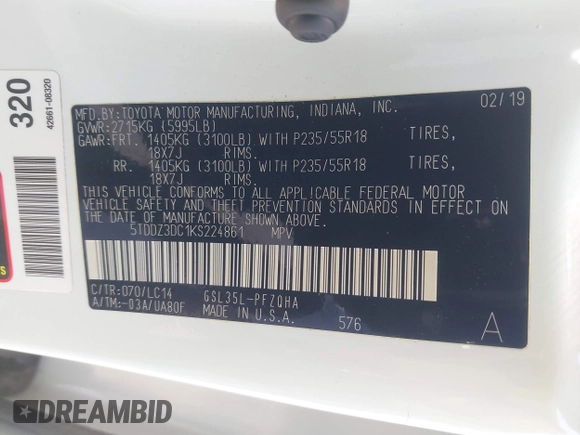 320
42661-08320
S
MFD.BY:TOYOTA MOTOR MANUFACTURING, INDIANA, INC. 02/19
GVWR:2715KG (5995LB)
GAWR:FRT. 1405KG (3100LB) WITH P235/55R18 TIRES,
18X7J RIMS.
RR. 1405KG (3100LB) WITH P235/55R18 TIRES,
18X7J RIMS.
THIS VEHICLE CONFORMS TO ALL APPLICABLE FEDERAL MOTOR
VEHICLE SAFETY AND THEFT PREVENTION STANDARDS IN EFFECT ON
THE DATE OF MANUFACTURE SHOWN ABOVE.
5TDDZ3DC1KS224861 MPV
C/TR:070/LC14 GSL35L-PFZQHA
A/TM:-03A/UA80F MADE IN U.S.A. 576 A
DREAMBID